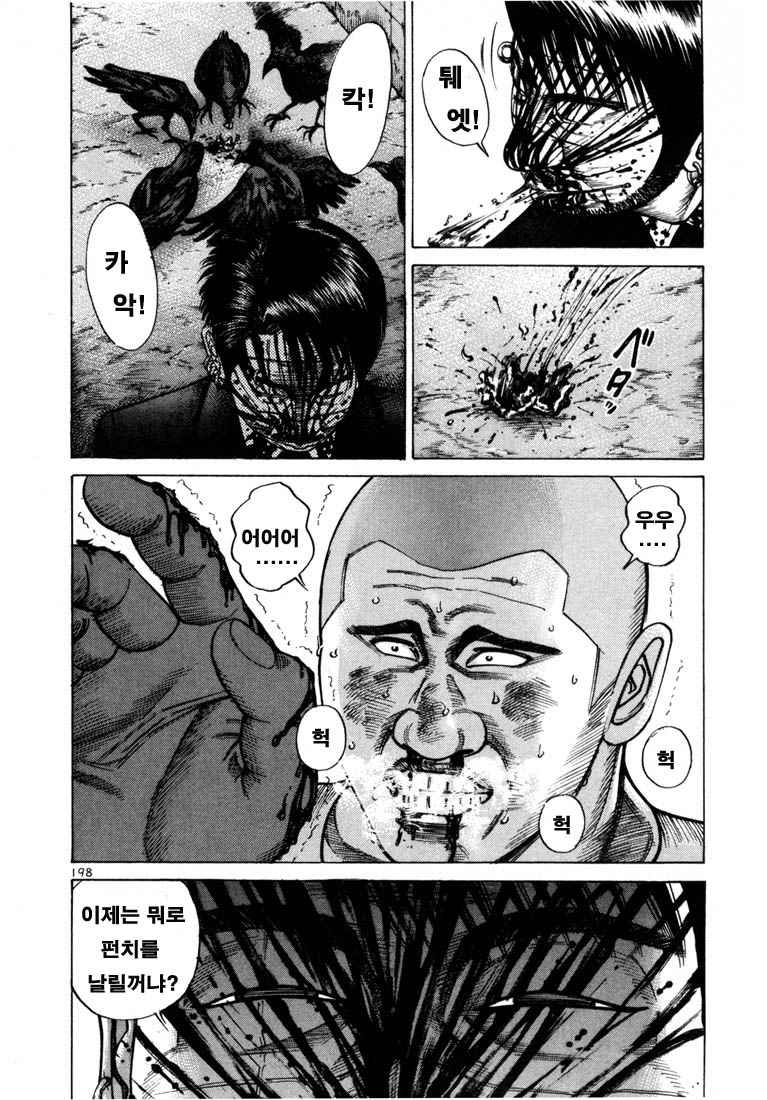 퉤
엣!
칵!
카
악!
ベタッ
우우
....
어어어
......
헉
헉
헉
198
이제는 뭐로
펀치를
날릴꺼냐?